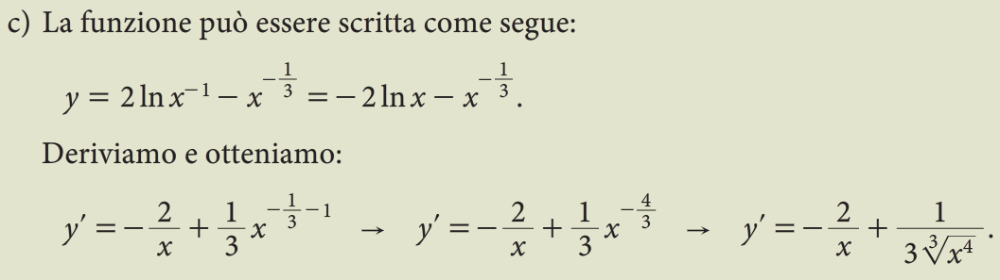 c) La funzione può essere scritta come segue:
y = 2 ln x⁻¹ − x^(−1/3) = − 2 ln x − x^(−1/3).
Deriviamo e otteniamo:
y′ = − 2/x + 1/3 x^(−1/3 − 1) → y′ = − 2/x + 1/3 x^(−4/3) → y′ = − 2/x + 1/(3 ∛(x⁴)).